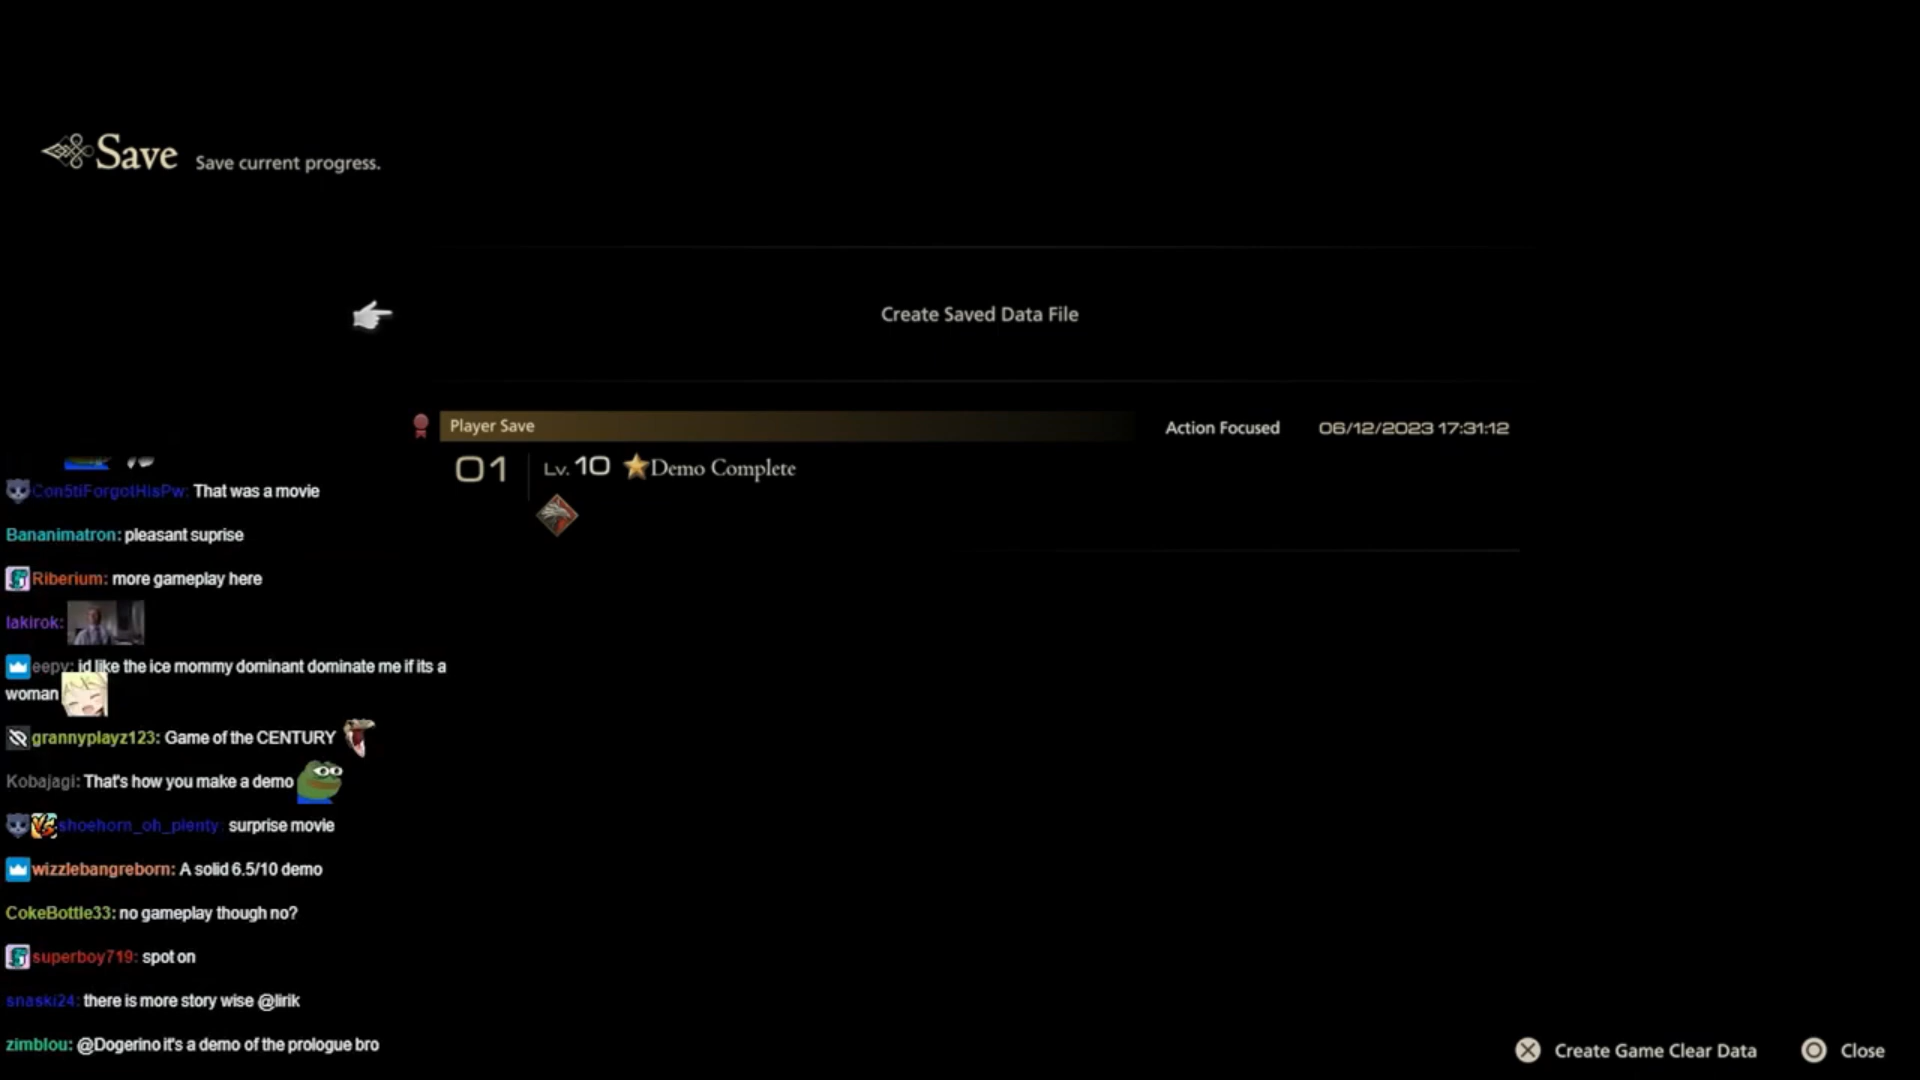 Save Save current progress.
Create Saved Data File
Player Save Action Focused 06/12/2023 17:31:12
01 Lv. 10 Demo Complete
Con5tiForgotHisPw: That was a movie
Bananimatron: pleasant suprise
Riberium: more gameplay here
lakirok:
eepy: id like the ice mommy dominant dominate me if its a
woman
grannyplayz123: Game of the CENTURY
Kobajagi: That's how you make a demo
shoehorn_oh_plenty: surprise movie
wizzlebangreborn: A solid 6.5/10 demo
CokeBottle33: no gameplay though no?
superboy719: spot on
snaski24: there is more story wise @lirik
zimblou: @Dogerino it's a demo of the prologue bro
Create Game Clear Data Close